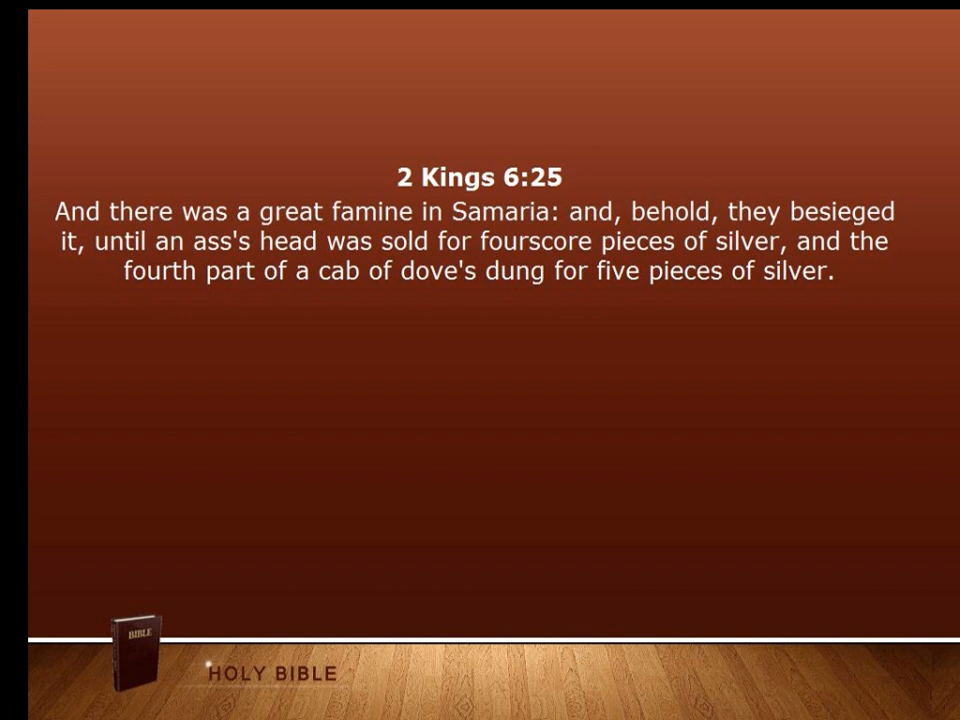 2 Kings 6:25
And there was a great famine in Samaria: and, behold, they besieged
it, until an ass's head was sold for fourscore pieces of silver, and the
fourth part of a cab of dove's dung for five pieces of silver.
BIBLE
HOLY BIBLE